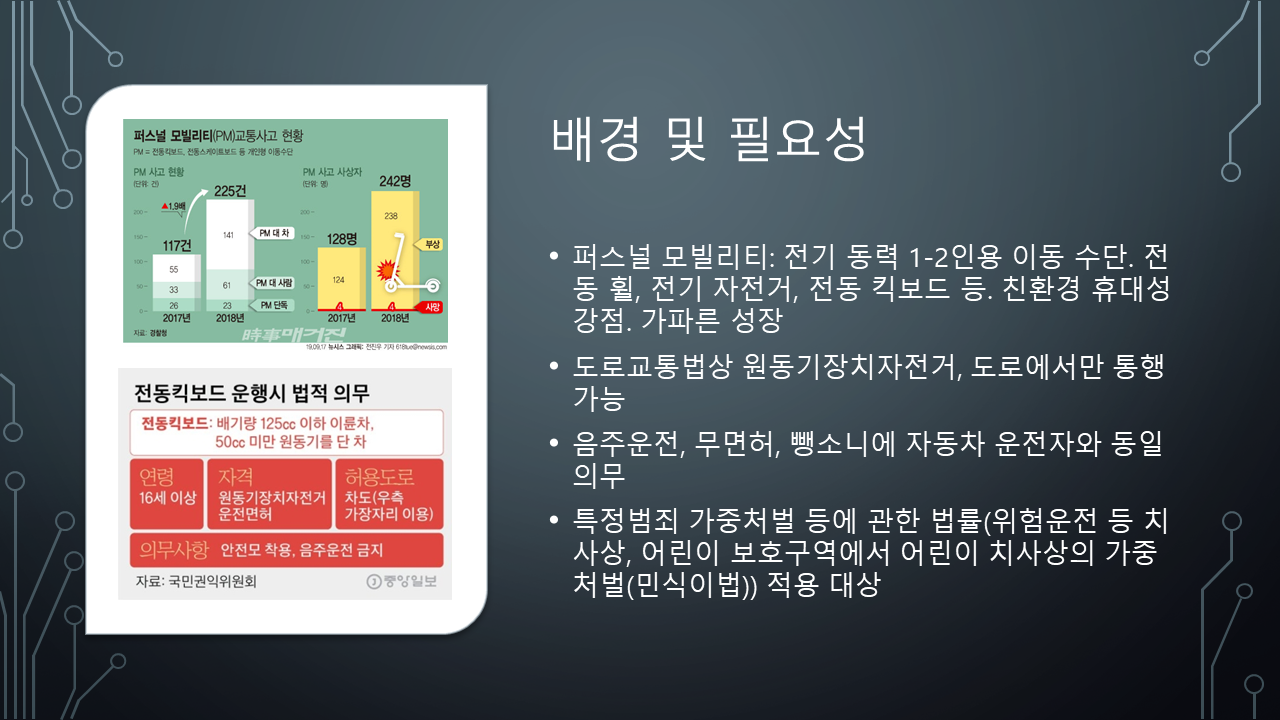 퍼스널 모빌리티(PM)교통사고 현황
PM = 전동킥보드, 전동스케이트보드 등 개인형 이동수단
PM 사고 현황
(단위: 건)
225건
▲1.9배
200
150
100
50
0
117건
55
33
26
141
61
23
PM 대 차
PM 대 사람
PM 단독
2017년
2018년
PM 사고 사상자
(단위: 명)
242명
200
150
100
50
0
128명
124
4
238
4
부상
사망
2017년
2018년
자료: 경찰청
時事매거진
19.09.17 뉴시스 그래픽: 전진우 기자 618tue@newsis.com
전동킥보드 운행시 법적 의무
전동킥보드: 배기량 125cc 이하 이륜차,
50cc 미만 원동기를 단 차
연령
16세 이상
자격
원동기장치자전거
운전면허
허용도로
차도(우측
가장자리 이용)
의무사항 안전모 착용, 음주운전 금지
자료: 국민권익위원회
중앙일보
배경 및 필요성
• 퍼스널 모빌리티: 전기 동력 1-2인용 이동 수단. 전
동 휠, 전기 자전거, 전동 킥보드 등. 친환경 휴대성
강점. 가파른 성장
• 도로교통법상 원동기장치자전거, 도로에서만 통행
가능
• 음주운전, 무면허, 뺑소니에 자동차 운전자와 동일
의무
• 특정범죄 가중처벌 등에 관한 법률(위험운전 등 치
사상, 어린이 보호구역에서 어린이 치사상의 가중
처벌(민식이법)) 적용 대상